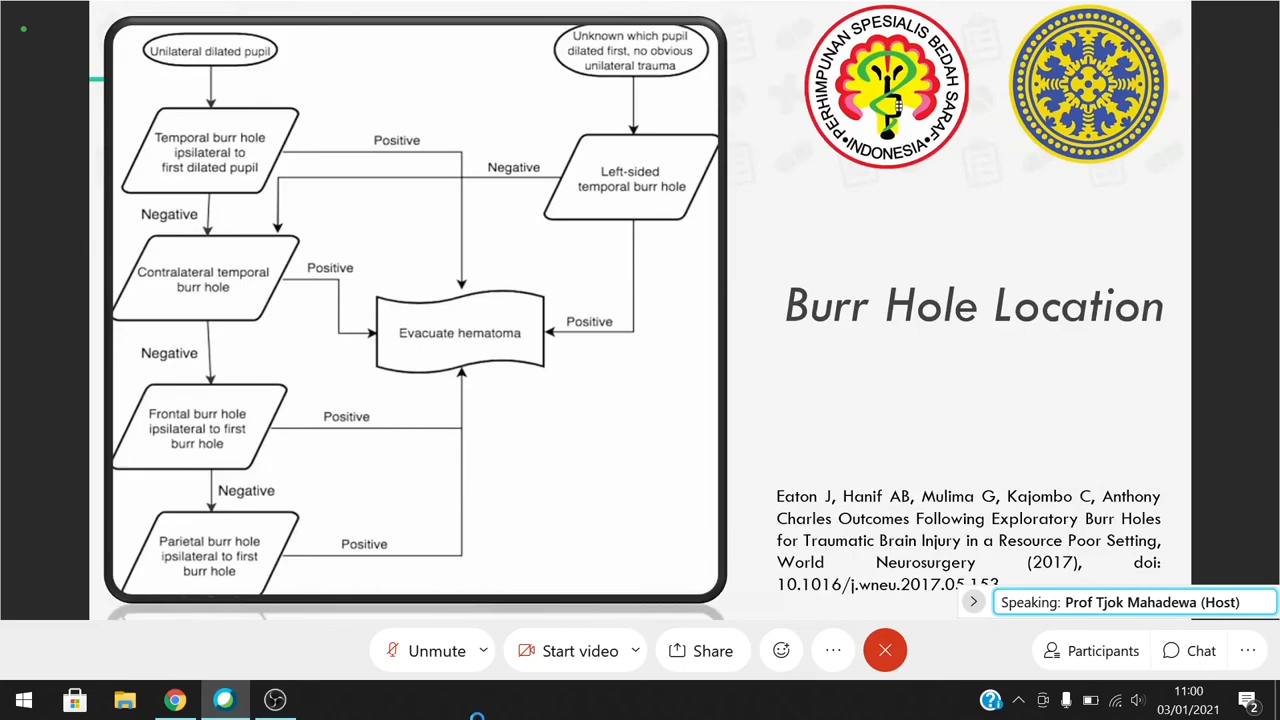 Unilateral dilated pupil
Unknown which pupil
dilated first, no obvious
unilateral trauma
Temporal burr hole
ipsilateral to
first dilated pupil
Positive
Negative
Left-sided
temporal burr hole
Negative
Contralateral temporal
burr hole
Positive
Evacuate hematoma
Positive
Negative
Frontal burr hole
ipsilateral to first
burr hole
Positive
Negative
Parietal burr hole
ipsilateral to first
burr hole
Positive
PERHIMPUNAN SPESIALIS BEDAH SARAF
•INDONESIA•
Burr Hole Location
Eaton J, Hanif AB, Mulima G, Kajombo C, Anthony
Charles Outcomes Following Exploratory Burr Holes
for Traumatic Brain Injury in a Resource Poor Setting,
World Neurosurgery (2017), doi:
10.1016/j.wneu.2017.05.153
Speaking: Prof Tjok Mahadewa (Host)
Unmute
Start video
Share
Participants
Chat
11:00
03/01/2021
2